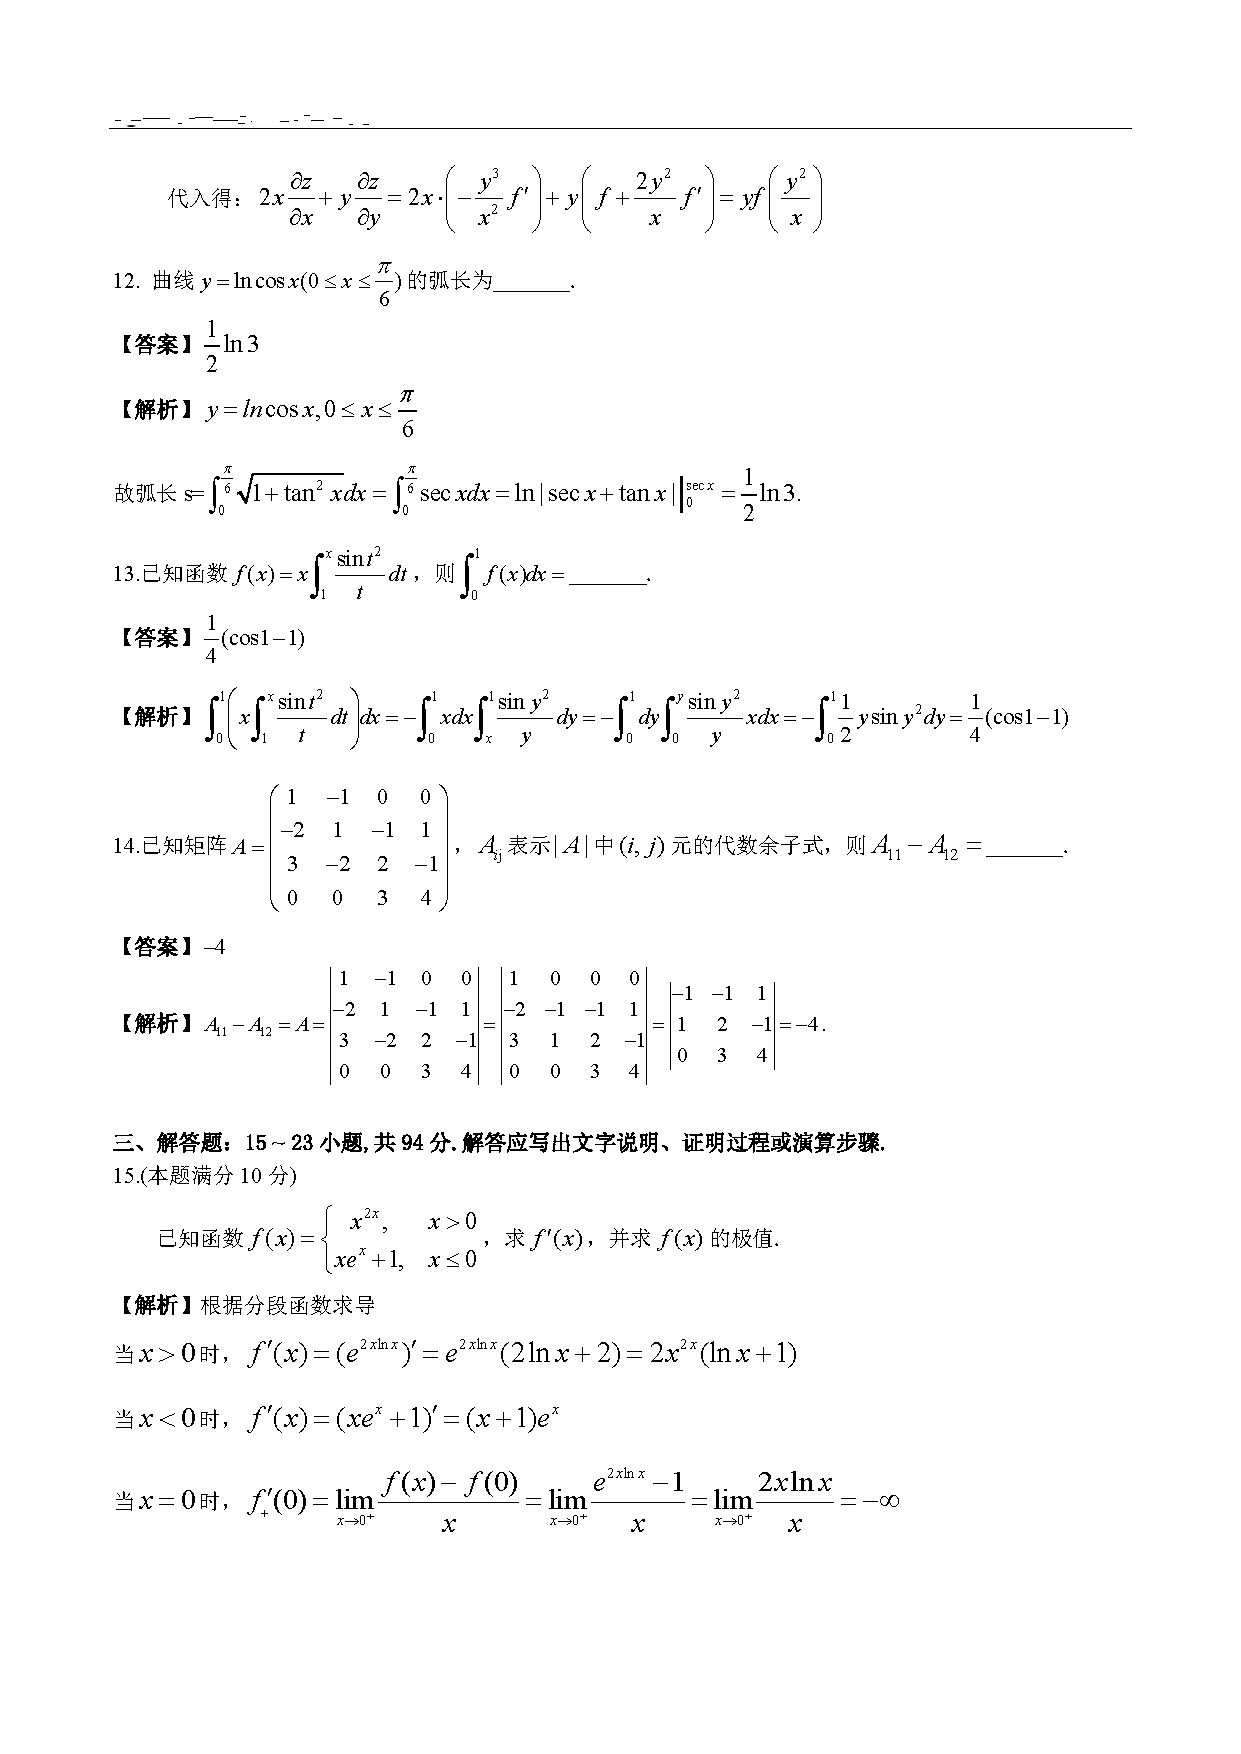 代入得：2x ∂z/∂x + y ∂z/∂y = 2x·(−y³/x² f′) + y(f + 2y²/x f′) = yf(y²/x)
12. 曲线 y = ln cos x(0 ≤ x ≤ π/6) 的弧长为_______.
【答案】1/2 ln 3
【解析】y = lncos x, 0 ≤ x ≤ π/6
故弧长 s= ∫₀^(π/6) √1 + tan² x dx = ∫₀^(π/6) sec xdx = ln | sec x + tan x | |₀^(sec x) = 1/2 ln 3.
13.已知函数 f(x) = x∫₁^x sin t²/t dt，则 ∫₀¹ f(x)dx = _______.
【答案】1/4 (cos1−1)
【解析】∫₀¹ (x∫₁^x sin t²/t dt)dx = −∫₀¹ xdx∫ₓ¹ sin y²/y dy = −∫₀¹ dy∫₀^y sin y²/y xdx = −∫₀¹ 1/2 y sin y² dy = 1/4 (cos1−1)
14.已知矩阵 A = (1 −1 0 0; −2 1 −1 1; 3 −2 2 −1; 0 0 3 4)，A_ij 表示| A |中 (i, j) 元的代数余子式，则 A₁₁ − A₁₂ = _______.
【答案】−4
【解析】A₁₁ − A₁₂ = A = |1 −1 0 0; −2 1 −1 1; 3 −2 2 −1; 0 0 3 4| = |1 0 0 0; −2 −1 −1 1; 3 1 2 −1; 0 0 3 4| = |−1 −1 1; 1 2 −1; 0 3 4| = −4.
三、解答题：15～23 小题,共 94 分.解答应写出文字说明、证明过程或演算步骤.
15.(本题满分 10 分)
已知函数 f(x) = { x^(2x), x > 0; xe^x + 1, x ≤ 0，求 f′(x)，并求 f(x) 的极值.
【解析】根据分段函数求导
当 x > 0 时， f′(x) = (e^(2x ln x))′ = e^(2x ln x)(2 ln x + 2) = 2x^(2x)(ln x + 1)
当 x < 0 时， f′(x) = (xe^x + 1)′ = (x + 1)e^x
当 x = 0 时， f₊′(0) = lim(x→0⁺) f(x) − f(0)/x = lim(x→0⁺) e^(2x ln x) − 1/x = lim(x→0⁺) 2x ln x/x = −∞